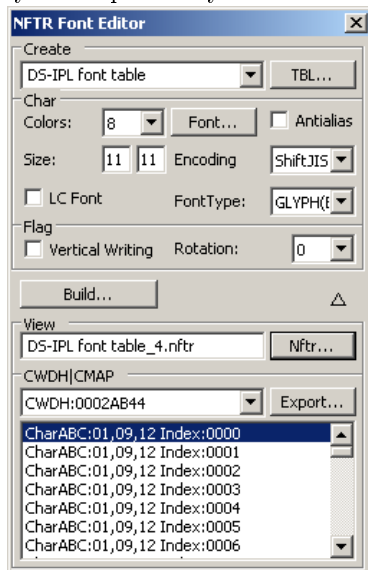 NFTR Font Editor
Create
DS-IPL font table
TBL...
Char
Colors: 8 Font... Antialias
Size: 11 11 Encoding ShiftJIS
LC Font FontType: GLYPH(
Flag
Vertical Writing Rotation: 0
Build...
View
DS-IPL font table_4.nftr Nftr...
CWDH|CMAP
CWDH:0002AB44 Export...
CharABC:01,09,12 Index:0000
CharABC:01,09,12 Index:0001
CharABC:01,09,12 Index:0002
CharABC:01,09,12 Index:0003
CharABC:01,09,12 Index:0004
CharABC:01,09,12 Index:0005
CharABC:01,09,12 Index:0006